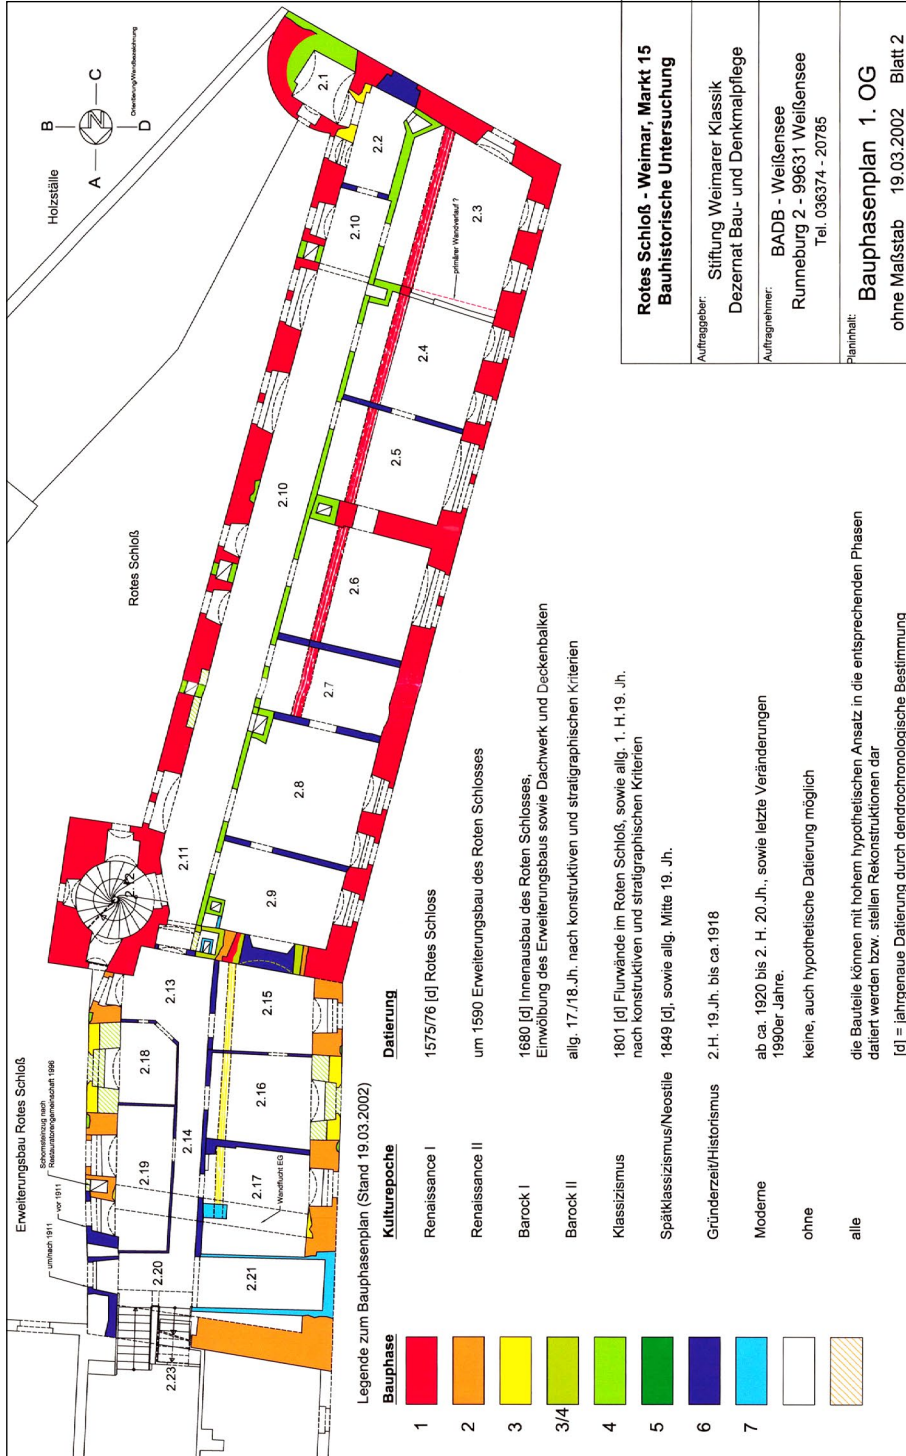 Rotes Schloß - Weimar, Markt 15
Bauhistorische Untersuchung
Auftraggeber:
Stiftung Weimarer Klassik
Dezernat Bau- und Denkmalpflege
Auftragnehmer:
BADB - Weißensee
Runneburg 2 - 99631 Weißensee
Tel. 036374 - 20785
Planinhalt:
Bauphasenplan 1. OG
ohne Maßstab 19.03.2002 Blatt 2
Holzställe
A
B
C
D
N
Orientierung/Wandbezeichnung
Rotes Schloß
Erweiterungsbau Rotes Schloß
um/nach 1911
vor 1911
Schornsteinzug nach
Restauratorengemeinschaft 1996
primärer Wandverlauf ?
Wandflucht EG
2.1
2.2
2.10
2.3
2.4
2.5
2.10
2.6
2.7
2.8
2.11
2.9
2.12
2.13
2.15
2.18
2.16
2.14
2.19
2.17
2.20
2.21
2.23
Legende zum Bauphasenplan (Stand 19.03.2002)
Bauphase Kulturepoche Datierung
1 Renaissance I 1575/76 [d] Rotes Schloss
2 Renaissance II um 1590 Erweiterungsbau des Roten Schlosses
3 Barock I 1680 [d] Innenausbau des Roten Schlosses,
Einwölbung des Erweiterungsbaus sowie Dachwerk und Deckenbalken
3/4 Barock II allg. 17./18.Jh. nach konstruktiven und stratigraphischen Kriterien
4 Klassizismus 1801 [d] Flurwände im Roten Schloß, sowie allg. 1. H.19. Jh.
nach konstruktiven und stratigraphischen Kriterien
5 Spätklassizismus/Neostile 1849 [d], sowie allg. Mitte 19. Jh.
6 Gründerzeit/Historismus 2.H. 19.Jh. bis ca.1918
7 Moderne ab ca. 1920 bis 2. H. 20.Jh., sowie letzte Veränderungen
1990er Jahre.
ohne keine, auch hypothetische Datierung möglich
alle die Bauteile können mit hohem hypothetischen Ansatz in die entsprechenden Phasen
datiert werden bzw. stellen Rekonstruktionen dar
[d] = jahrgenaue Datierung durch dendrochronologische Bestimmung